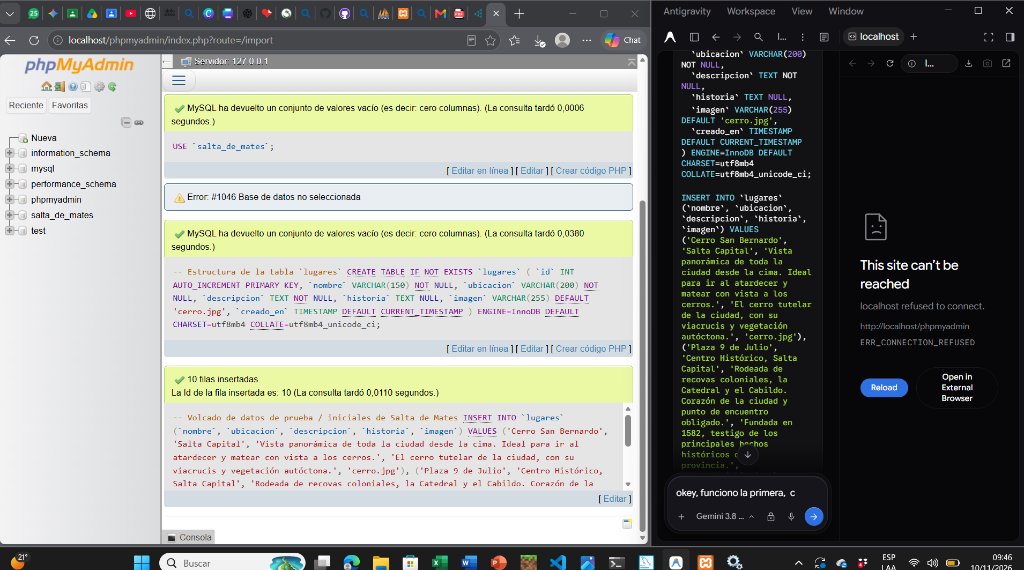 localhost/phpmyadmin/index.php?route=/import
Chat
phpMyAdmin
Reciente
Favoritas
Nueva
information_schema
mysql
performance_schema
phpmyadmin
salta_de_mates
test
Servidor: 127.0.0.1
MySQL ha devuelto un conjunto de valores vacío (es decir: cero columnas). (La consulta tardó 0,0006
segundos.)
USE `salta_de_mates`;
[ Editar en línea ] [ Editar ] [ Crear código PHP ]
Error: #1046 Base de datos no seleccionada
MySQL ha devuelto un conjunto de valores vacío (es decir: cero columnas). (La consulta tardó 0,0380
segundos.)
-- Estructura de la tabla `lugares` CREATE TABLE IF NOT EXISTS `lugares` ( `id` INT
AUTO_INCREMENT PRIMARY KEY, `nombre` VARCHAR(150) NOT NULL, `ubicacion` VARCHAR(200) NOT
NULL, `descripcion` TEXT NOT NULL, `historia` TEXT NULL, `imagen` VARCHAR(255) DEFAULT
'cerro.jpg', `creado_en` TIMESTAMP DEFAULT CURRENT_TIMESTAMP ) ENGINE=InnoDB DEFAULT
CHARSET=utf8mb4 COLLATE=utf8mb4_unicode_ci;
[ Editar en línea ] [ Editar ] [ Crear código PHP ]
10 filas insertadas
La Id de la fila insertada es: 10 (La consulta tardó 0,0110 segundos.)
-- Volcado de datos de prueba / iniciales de Salta de Mates INSERT INTO `lugares`
(`nombre`, `ubicacion`, `descripcion`, `historia`, `imagen`) VALUES ('Cerro San Bernardo',
'Salta Capital', 'Vista panorámica de toda la ciudad desde la cima. Ideal para ir al
atardecer y matear con vista a los cerros.', 'El cerro tutelar de la ciudad, con su
viacrucis y vegetación autóctona.', 'cerro.jpg'), ('Plaza 9 de Julio', 'Centro Histórico,
Salta Capital', 'Rodeada de recovas coloniales, la Catedral y el Cabildo. Corazón de la
[ Editar ]
Consola
Antigravity
Workspace
View
Window
localhost
`ubicacion` VARCHAR(200)
NOT NULL,
`descripcion` TEXT NOT
NULL,
`historia` TEXT NULL,
`imagen` VARCHAR(255)
DEFAULT 'cerro.jpg',
`creado_en` TIMESTAMP
DEFAULT CURRENT_TIMESTAMP
) ENGINE=InnoDB DEFAULT
CHARSET=utf8mb4
COLLATE=utf8mb4_unicode_ci;
INSERT INTO `lugares`
(`nombre`, `ubicacion`,
`descripcion`, `historia`,
`imagen`) VALUES
('Cerro San Bernardo',
'Salta Capital', 'Vista
panorámica de toda la
ciudad desde la cima. Ideal
para ir al atardecer y
matear con vista a los
cerros.', 'El cerro tutelar
de la ciudad, con su
viacrucis y vegetación
autóctona.', 'cerro.jpg'),
('Plaza 9 de Julio',
'Centro Histórico, Salta
Capital', 'Rodeada de
recovas coloniales, la
Catedral y el Cabildo.
Corazón de la ciudad y
punto de encuentro
obligado.', 'Fundada en
1582, testigo de los
principales hechos
históricos
provincia.',
okey, funciono la primera, c
Gemini 3.8 ...
This site can't be
reached
localhost refused to connect.
http://localhost/phpmyadmin
ERR_CONNECTION_REFUSED
Reload
Open in
External
Browser
21°
Buscar
ESP
LAA
09:46
10/11/2026